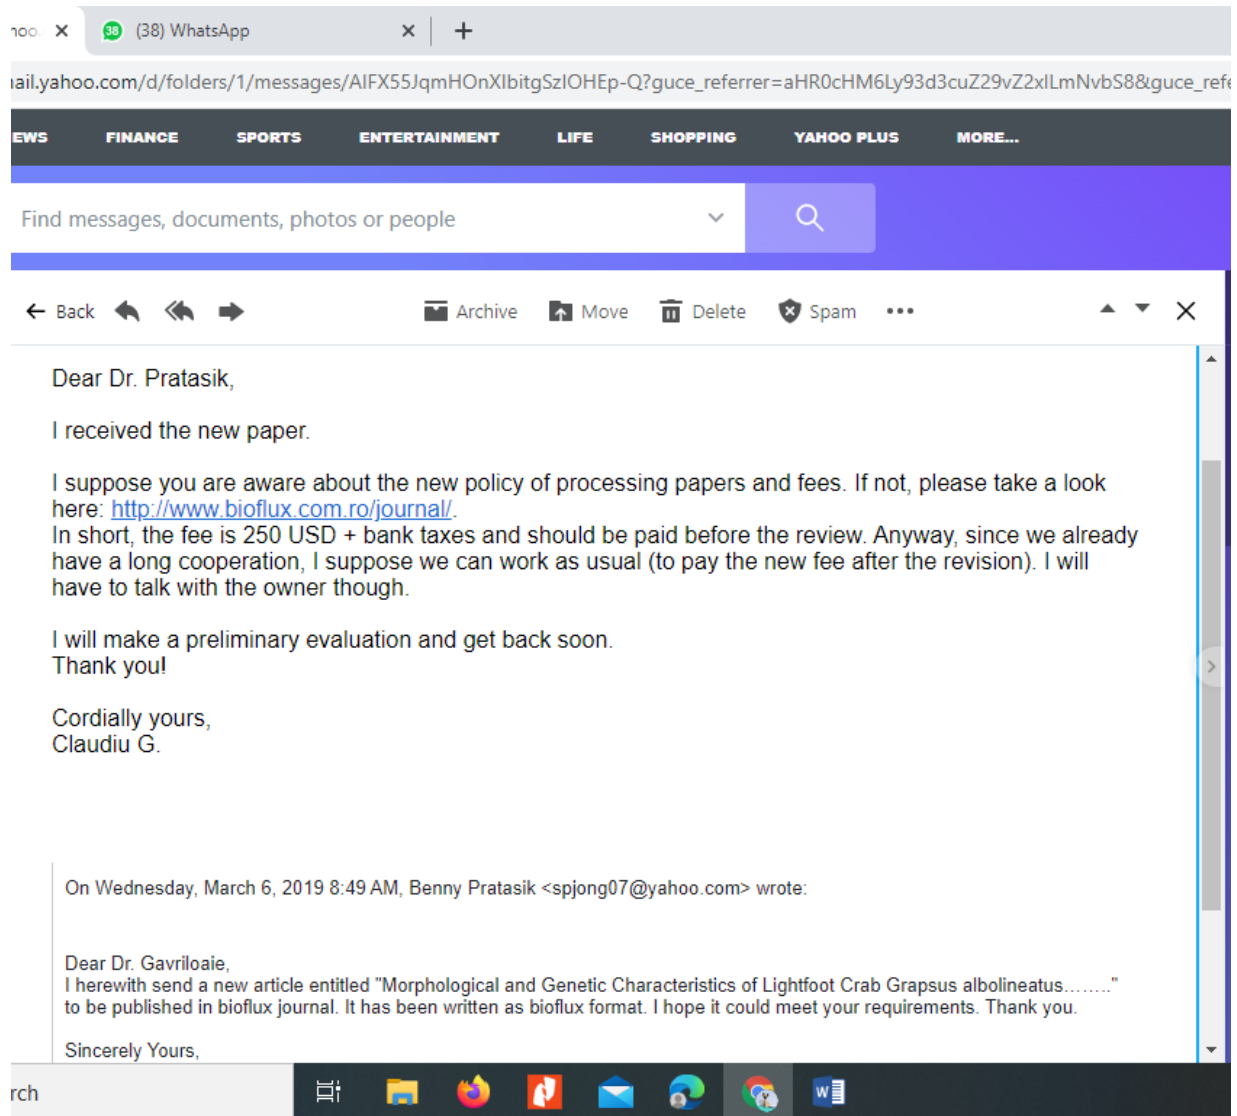 38 (38) WhatsApp
ail.yahoo.com/d/folders/1/messages/AIFX55JqmHOnXIbitgSzIOHEp-Q?guce_referrer=aHR0cHM6Ly93d3cuZ29vZ2xlLmNvbS8&guce_refe
EWS FINANCE SPORTS ENTERTAINMENT LIFE SHOPPING YAHOO PLUS MORE...
Find messages, documents, photos or people
Back Archive Move Delete Spam
Dear Dr. Pratasik,
I received the new paper.
I suppose you are aware about the new policy of processing papers and fees. If not, please take a look
here: http://www.bioflux.com.ro/journal/.
In short, the fee is 250 USD + bank taxes and should be paid before the review. Anyway, since we already
have a long cooperation, I suppose we can work as usual (to pay the new fee after the revision). I will
have to talk with the owner though.
I will make a preliminary evaluation and get back soon.
Thank you!
Cordially yours,
Claudiu G.
On Wednesday, March 6, 2019 8:49 AM, Benny Pratasik <spjong07@yahoo.com> wrote:
Dear Dr. Gavriloaie,
I herewith send a new article entitled "Morphological and Genetic Characteristics of Lightfoot Crab Grapsus albolineatus…….."
to be published in bioflux journal. It has been written as bioflux format. I hope it could meet your requirements. Thank you.
Sincerely Yours,
rch